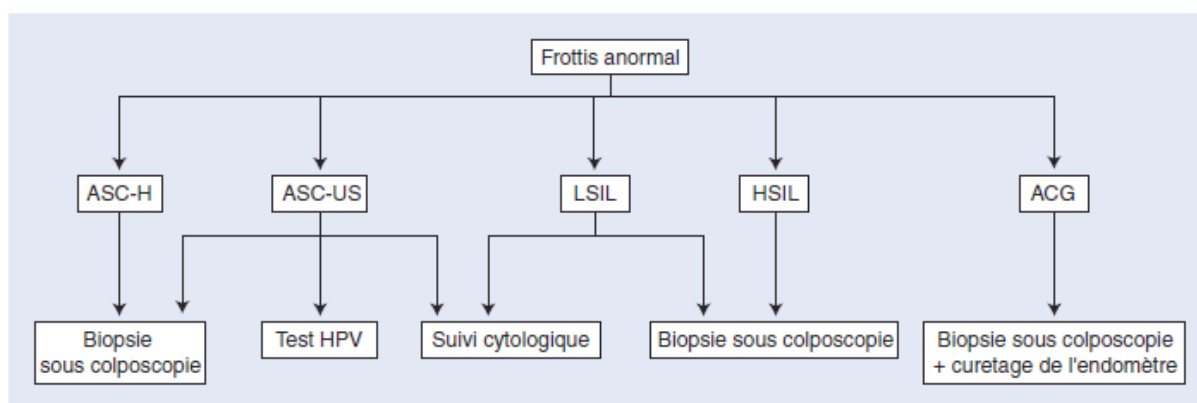 Frottis anormal
ASC-H
ASC-US
LSIL
HSIL
ACG
Biopsie
sous colposcopie
Test HPV
Suivi cytologique
Biopsie sous colposcopie
Biopsie sous colposcopie
+ curetage de l'endomètre